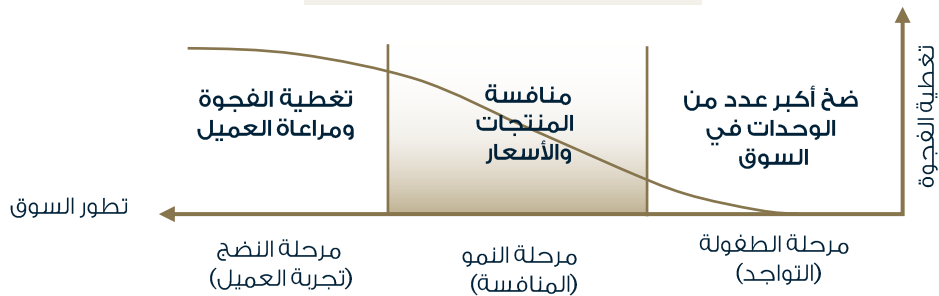 تغطية الفجوة
ضخ أكبر عدد من
الوحدات في
السوق
منافسة
المنتجات
والأسعار
تغطية الفجوة
ومراعاة العميل
تطور السوق
مرحلة الطفولة
(التواجد)
مرحلة النمو
(المنافسة)
مرحلة النضج
(تجربة العميل)